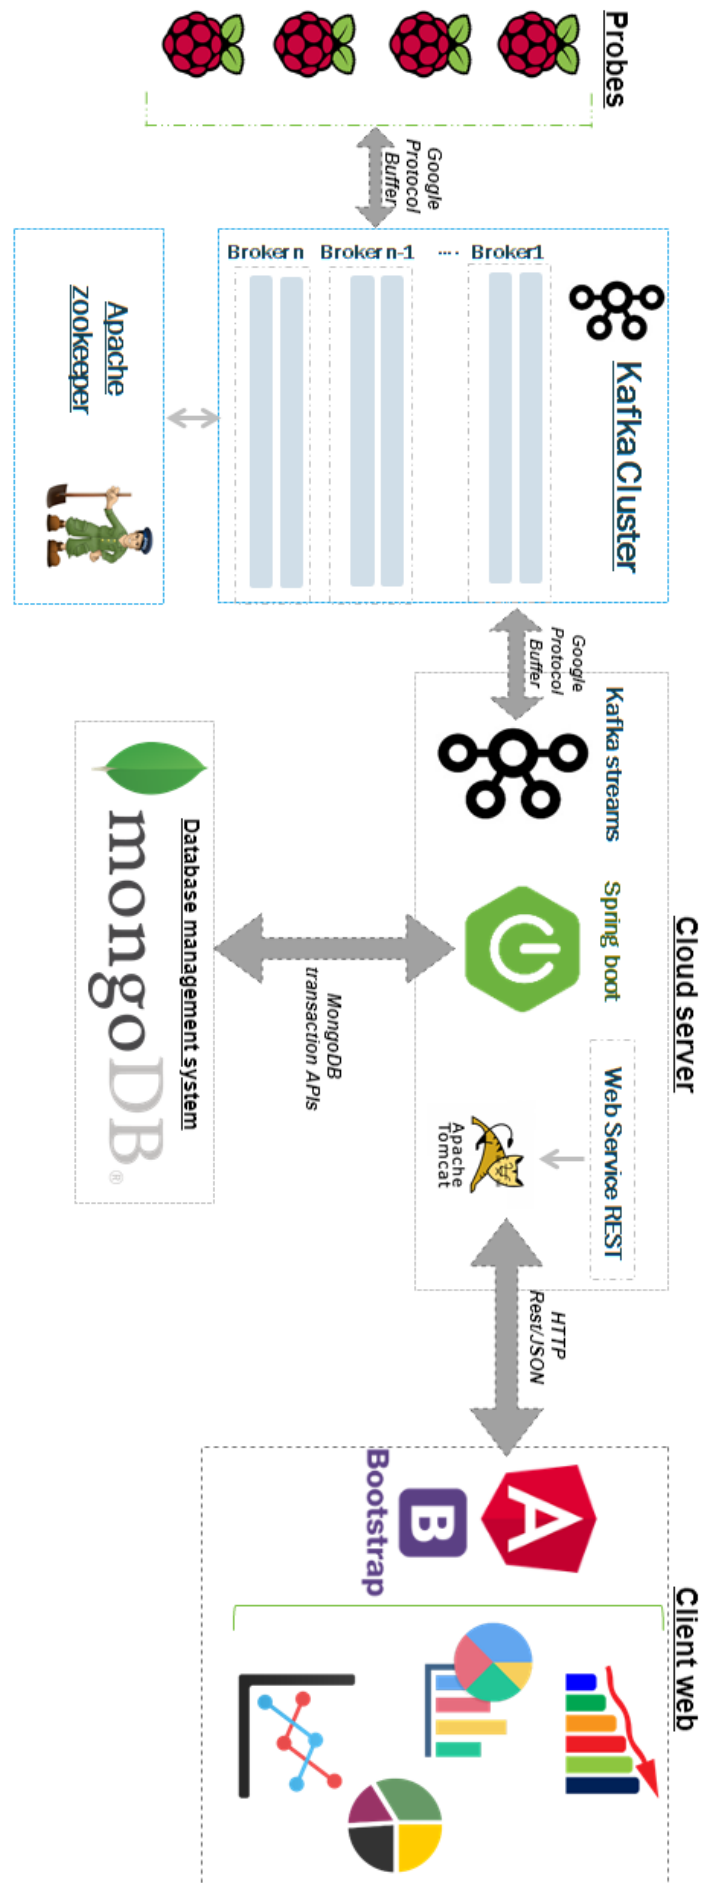 Probes
Google
Protocol
Buffer
Kafka Cluster
Broker n
Broker n-1
....
Broker1
Apache
zookeeper
Google
Protocol
Buffer
Cloud server
Kafka streams
Spring boot
Web Service REST
Apache
Tomcat
MongoDB
transaction APIs
Database management system
mongoDB®
HTTP
Rest/JSON
Client web
A
B
Bootstrap